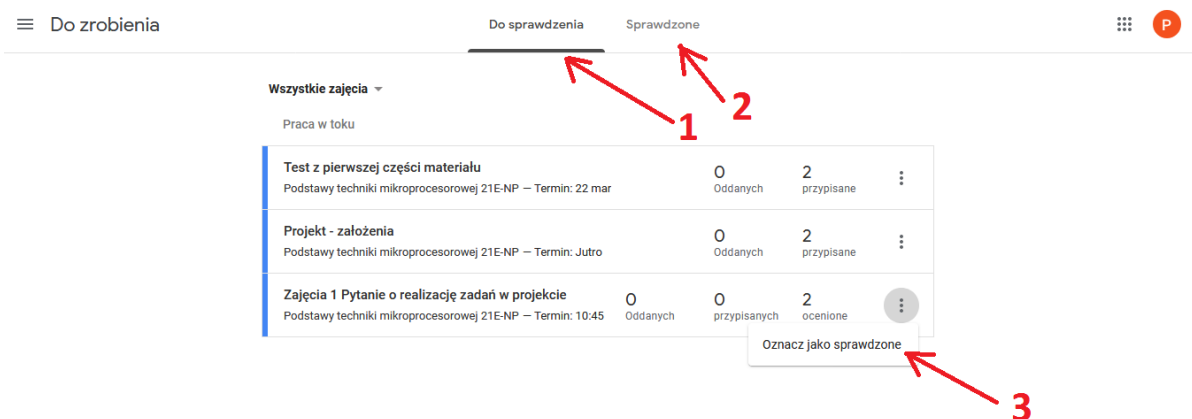 Do zrobienia
Do sprawdzenia
Sprawdzone
P
Wszystkie zajęcia
1
2
Praca w toku
Test z pierwszej części materiału
Podstawy techniki mikroprocesorowej 21E-NP — Termin: 22 mar
0
Oddanych
2
przypisane
Projekt - założenia
Podstawy techniki mikroprocesorowej 21E-NP — Termin: Jutro
0
Oddanych
2
przypisane
Zajęcia 1 Pytanie o realizację zadań w projekcie
Podstawy techniki mikroprocesorowej 21E-NP — Termin: 10:45
0
Oddanych
0
przypisanych
2
ocenione
Oznacz jako sprawdzone
3